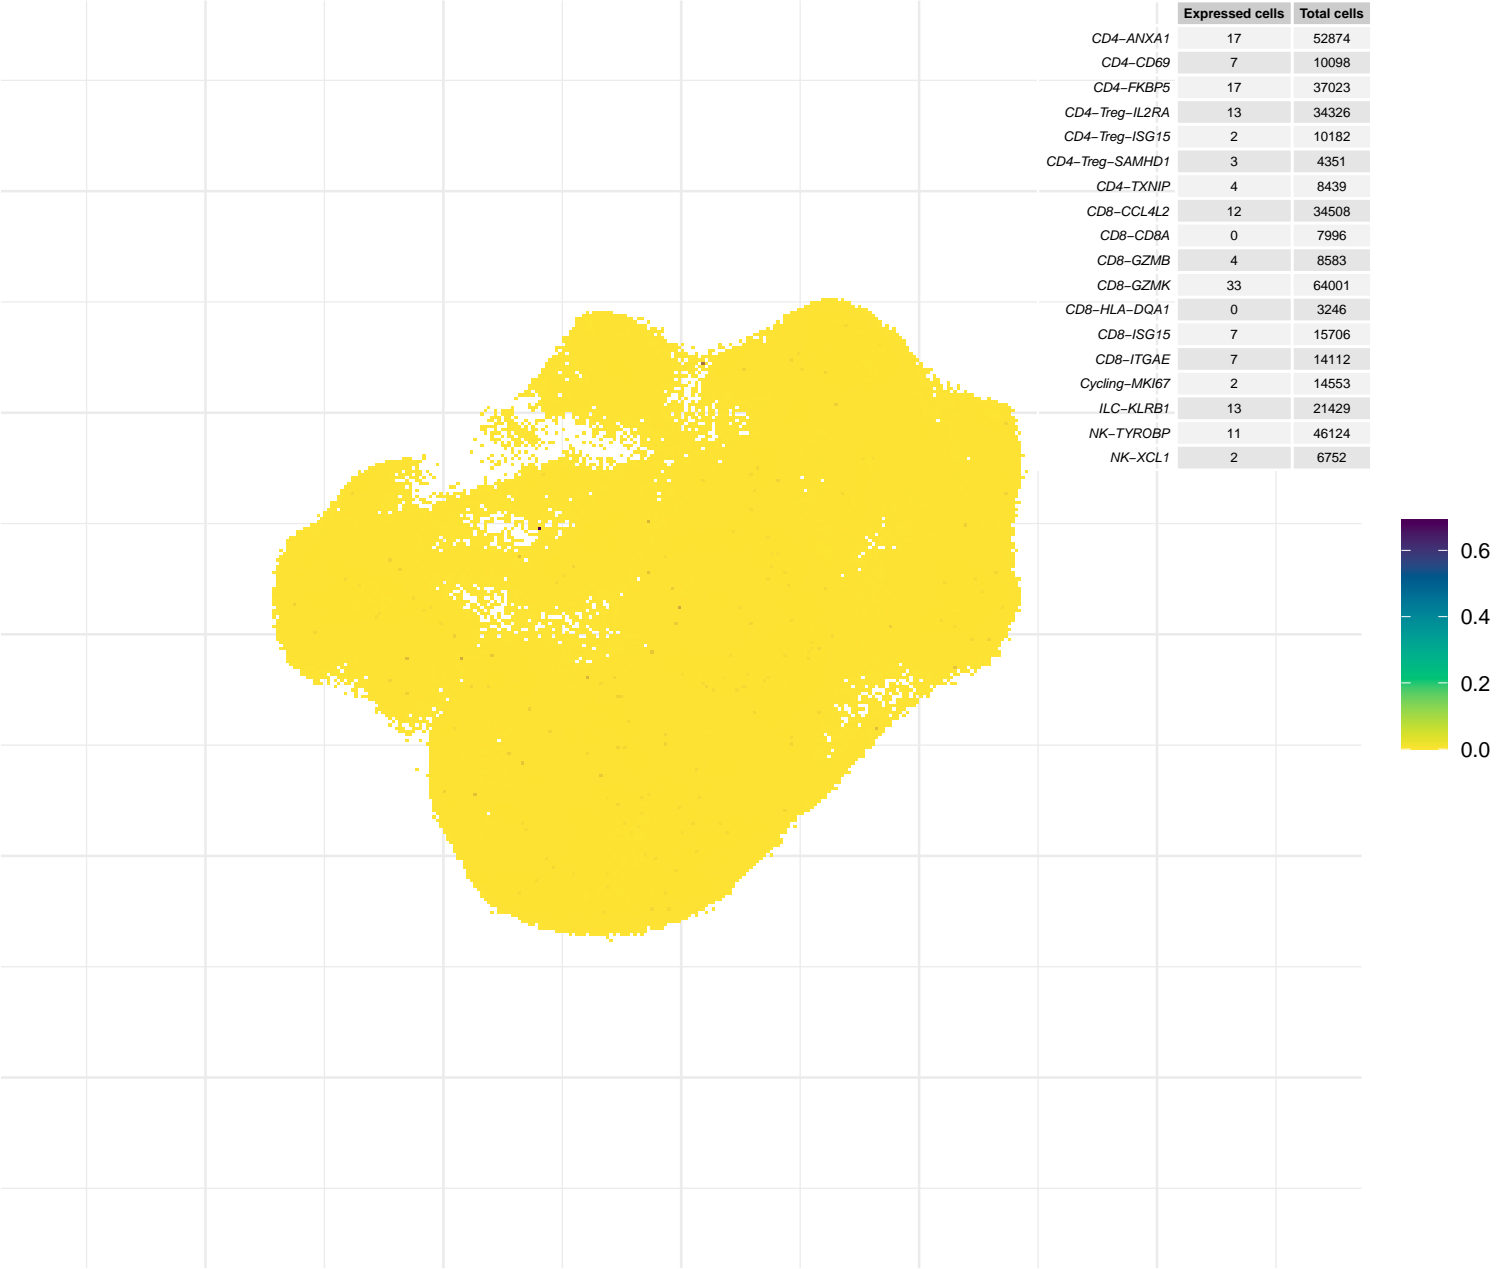 Expressed cells Total cells
CD4−ANXA1 17 52874
CD4−CD69 7 10098
CD4−FKBP5 17 37023
CD4−Treg−IL2RA 13 34326
CD4−Treg−ISG15 2 10182
CD4−Treg−SAMHD1 3 4351
CD4−TXNIP 4 8439
CD8−CCL4L2 12 34508
CD8−CD8A 0 7996
CD8−GZMB 4 8583
CD8−GZMK 33 64001
CD8−HLA−DQA1 0 3246
CD8−ISG15 7 15706
CD8−ITGAE 7 14112
Cycling−MKI67 2 14553
ILC−KLRB1 13 21429
NK−TYROBP 11 46124
NK−XCL1 2 6752
0.6
0.4
0.2
0.0